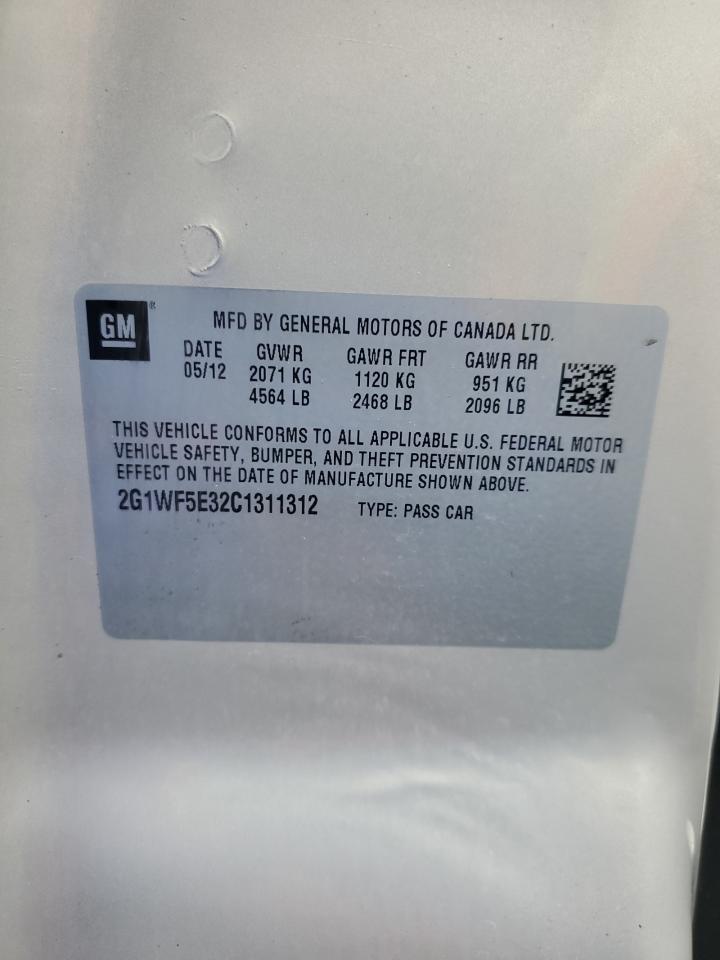 GM®
MFD BY GENERAL MOTORS OF CANADA LTD.
DATE GVWR GAWR FRT GAWR RR
05/12 2071 KG 1120 KG 951 KG
4564 LB 2468 LB 2096 LB
THIS VEHICLE CONFORMS TO ALL APPLICABLE U.S. FEDERAL MOTOR
VEHICLE SAFETY, BUMPER, AND THEFT PREVENTION STANDARDS IN
EFFECT ON THE DATE OF MANUFACTURE SHOWN ABOVE.
2G1WF5E32C1311312 TYPE: PASS CAR